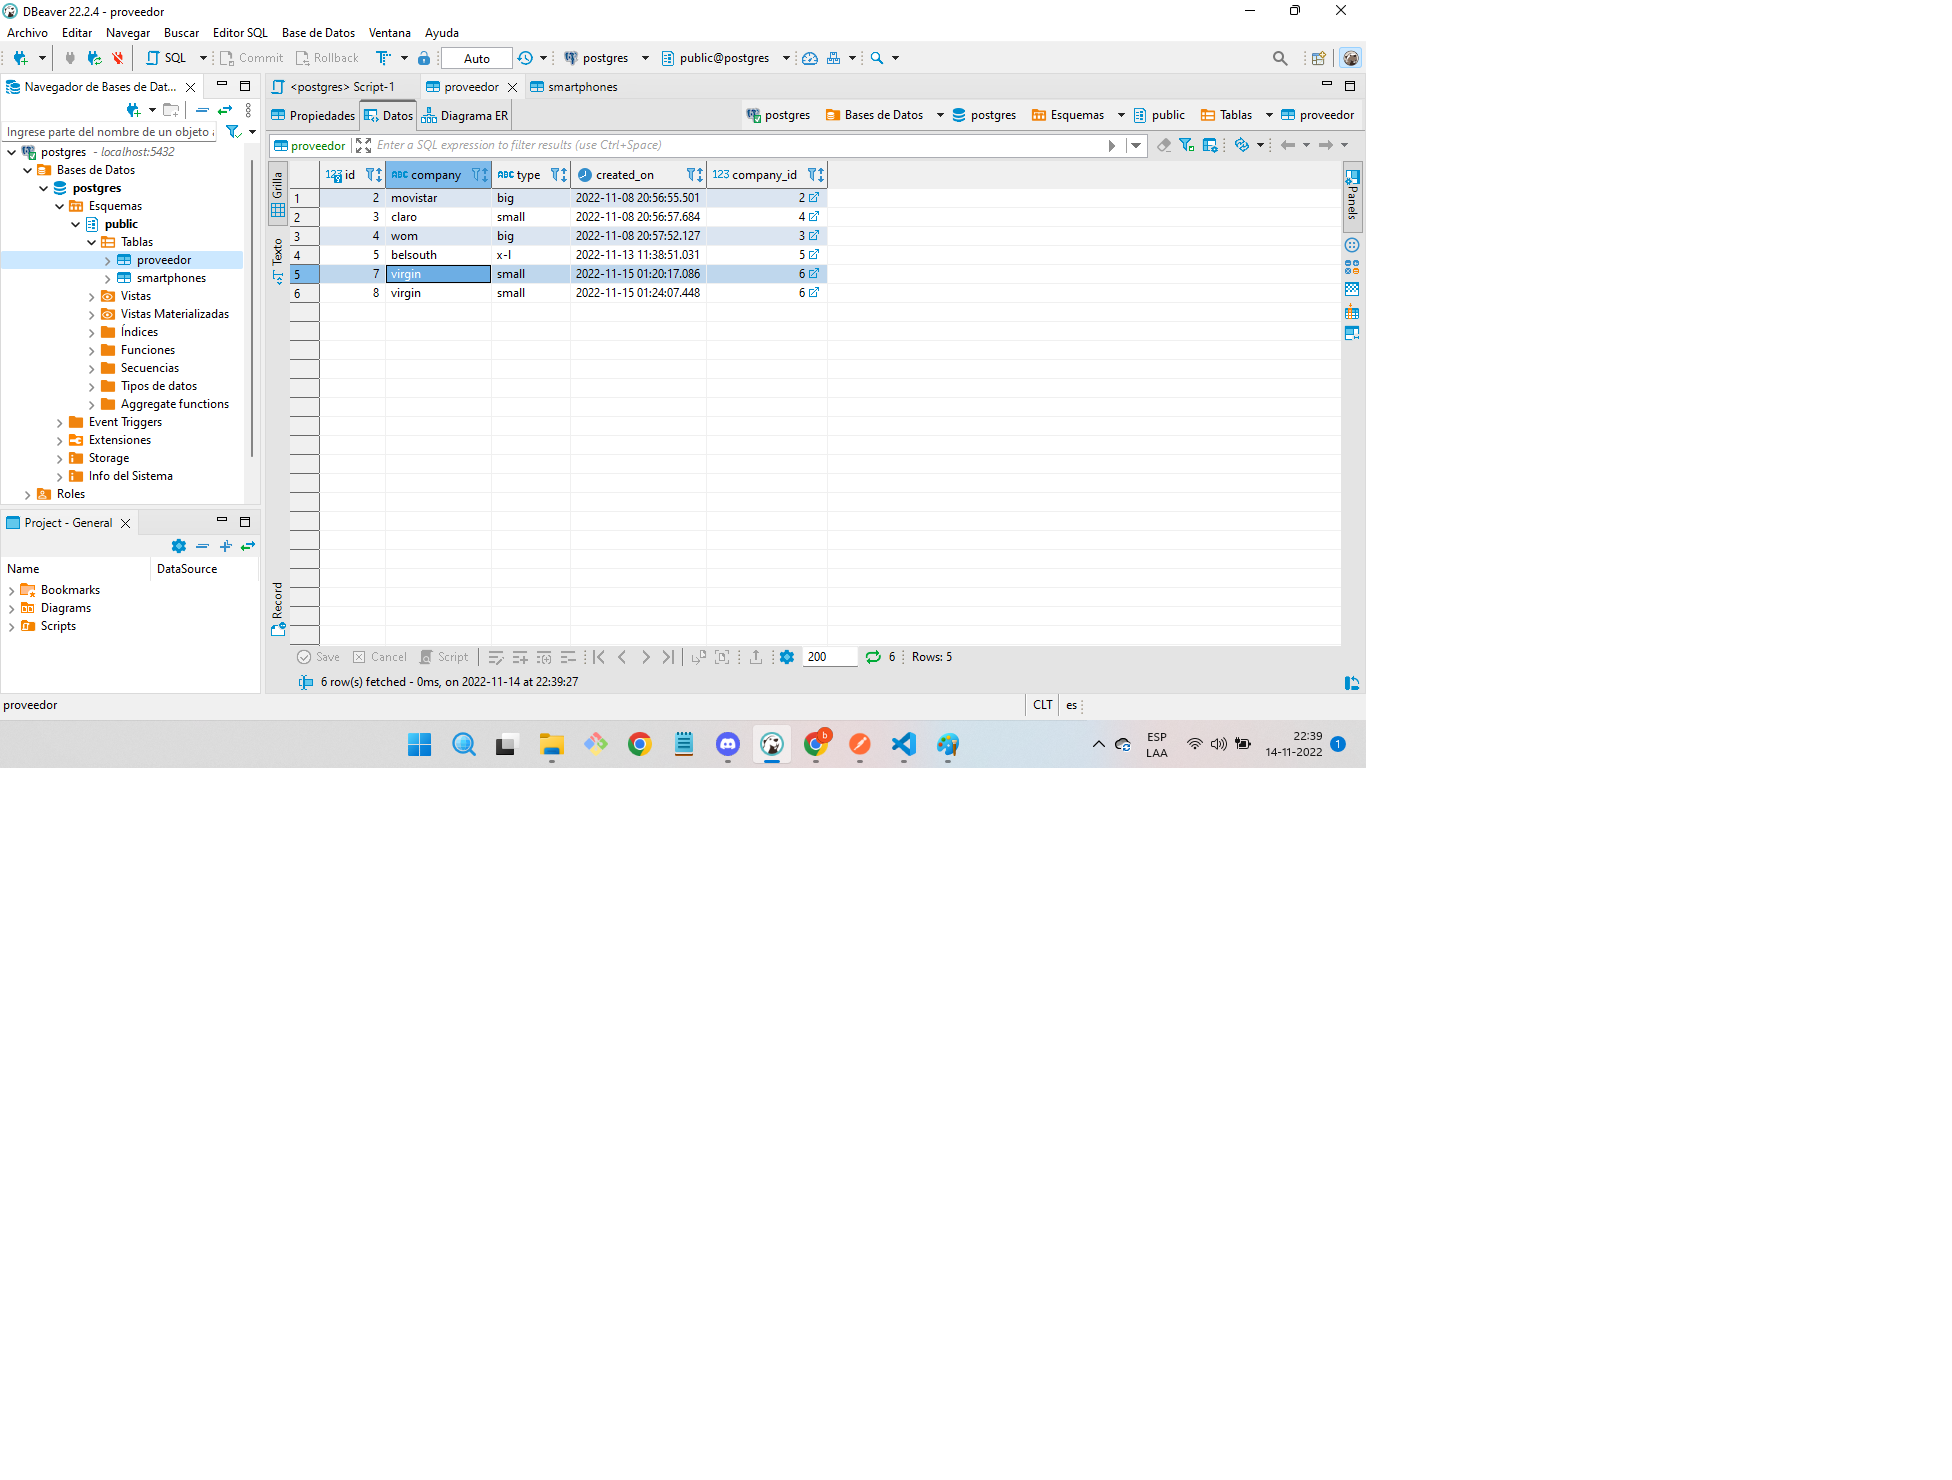 DBeaver 22.2.4 - proveedor
Archivo Editar Navegar Buscar Editor SQL Base de Datos Ventana Ayuda
SQL Commit Rollback Auto postgres public@postgres
Navegador de Bases de Dat...
<postgres> Script-1 proveedor smartphones
Propiedades Datos Diagrama ER postgres Bases de Datos postgres Esquemas public Tablas proveedor
Ingrese parte del nombre de un objeto a
proveedor Enter a SQL expression to filter results (use Ctrl+Space)
postgres - localhost:5432
Bases de Datos
postgres
Esquemas
public
Tablas
proveedor
smartphones
Vistas
Vistas Materializadas
Índices
Funciones
Secuencias
Tipos de datos
Aggregate functions
Event Triggers
Extensiones
Storage
Info del Sistema
Roles
Grilla
Texto
Record
123 id ABC company ABC type created_on 123 company_id
1 2 movistar big 2022-11-08 20:56:55.501 2
2 3 claro small 2022-11-08 20:56:57.684 4
3 4 wom big 2022-11-08 20:57:52.127 3
4 5 belsouth x-l 2022-11-13 11:38:51.031 5
5 7 virgin small 2022-11-15 01:20:17.086 6
6 8 virgin small 2022-11-15 01:24:07.448 6
Panels
Project - General
Name DataSource
Bookmarks
Diagrams
Scripts
Save Cancel Script 200 6 Rows: 5
6 row(s) fetched - 0ms, on 2022-11-14 at 22:39:27
proveedor CLT es
b
ESP
LAA
22:39
14-11-2022
1